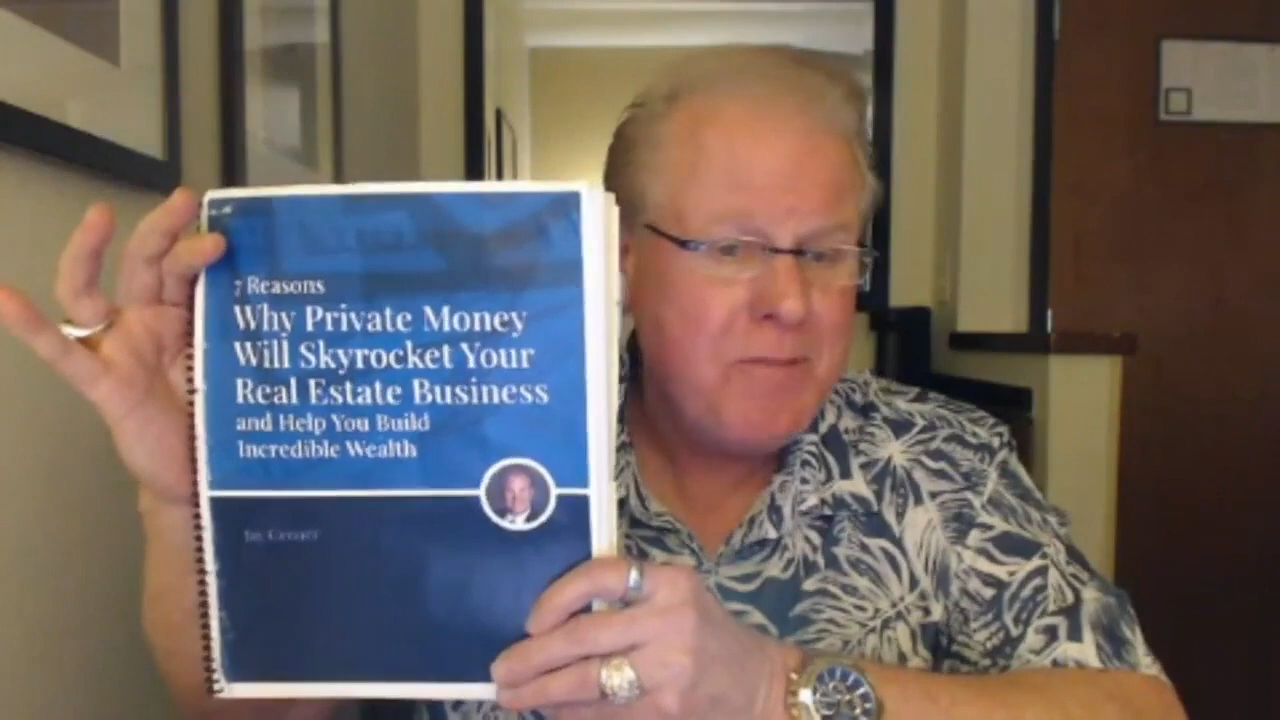 7 Reasons
Why Private Money
Will Skyrocket Your
Real Estate Business
and Help You Build
Incredible Wealth